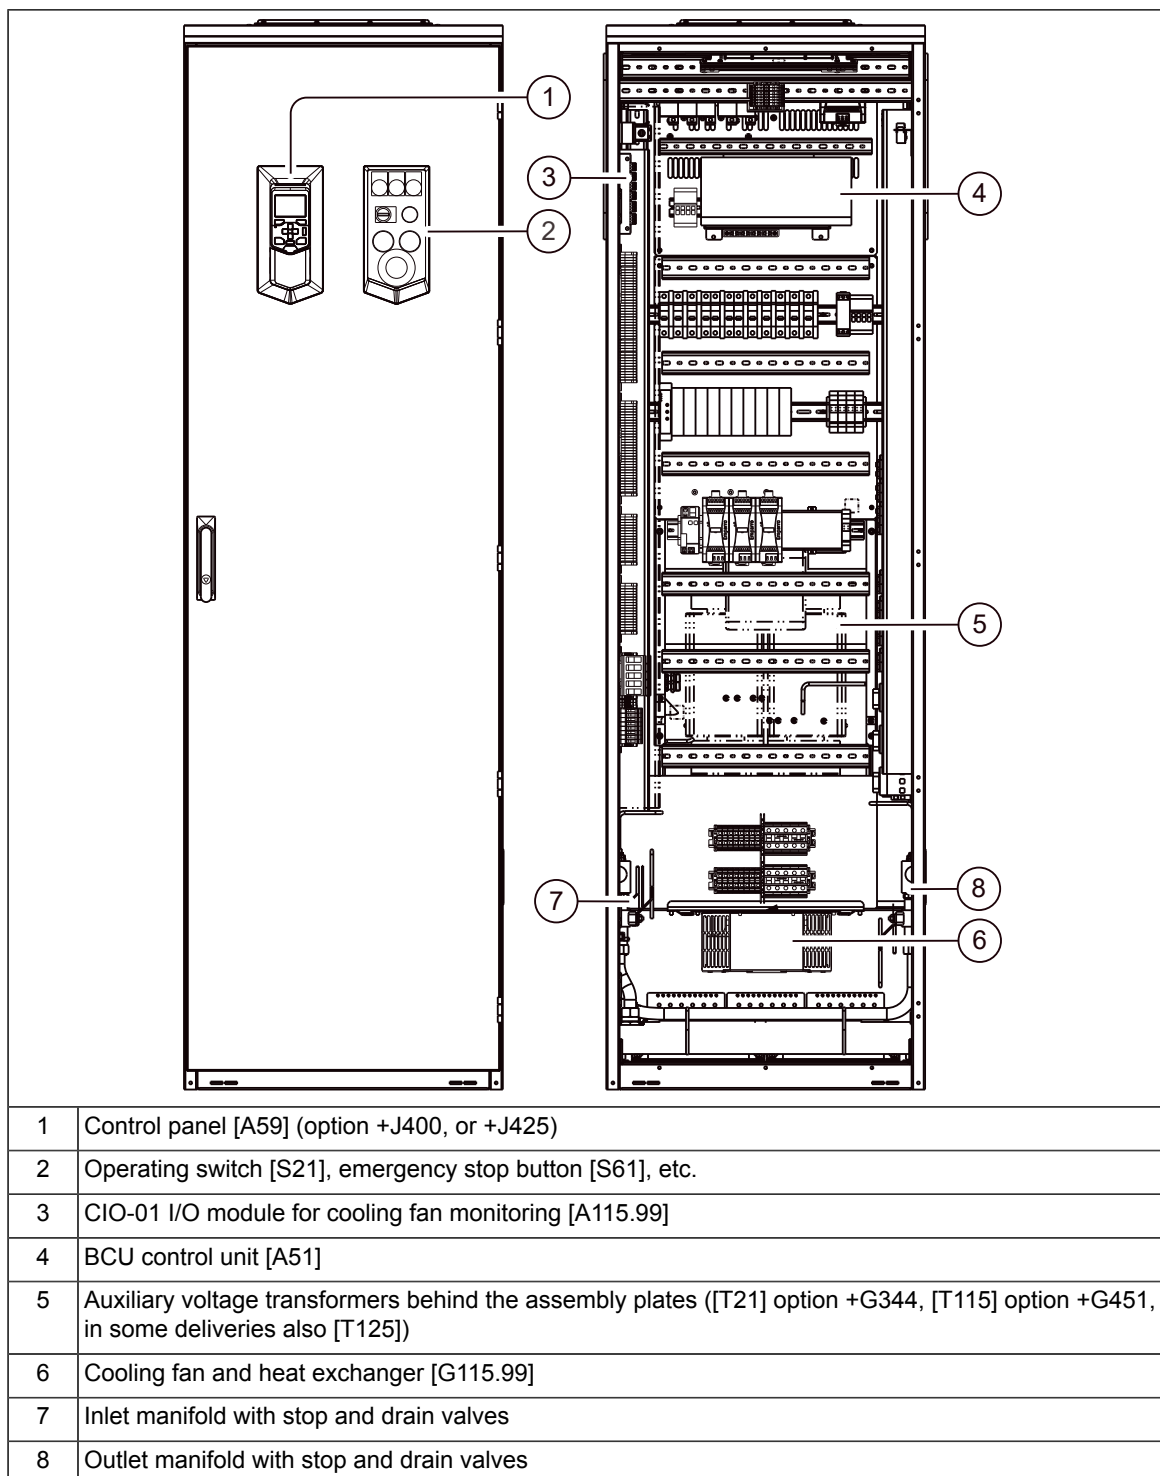 1
2
3
4
5
6
7
8
1 Control panel [A59] (option +J400, or +J425)
2 Operating switch [S21], emergency stop button [S61], etc.
3 CIO-01 I/O module for cooling fan monitoring [A115.99]
4 BCU control unit [A51]
5 Auxiliary voltage transformers behind the assembly plates ([T21] option +G344, [T115] option +G451,
in some deliveries also [T125])
6 Cooling fan and heat exchanger [G115.99]
7 Inlet manifold with stop and drain valves
8 Outlet manifold with stop and drain valves